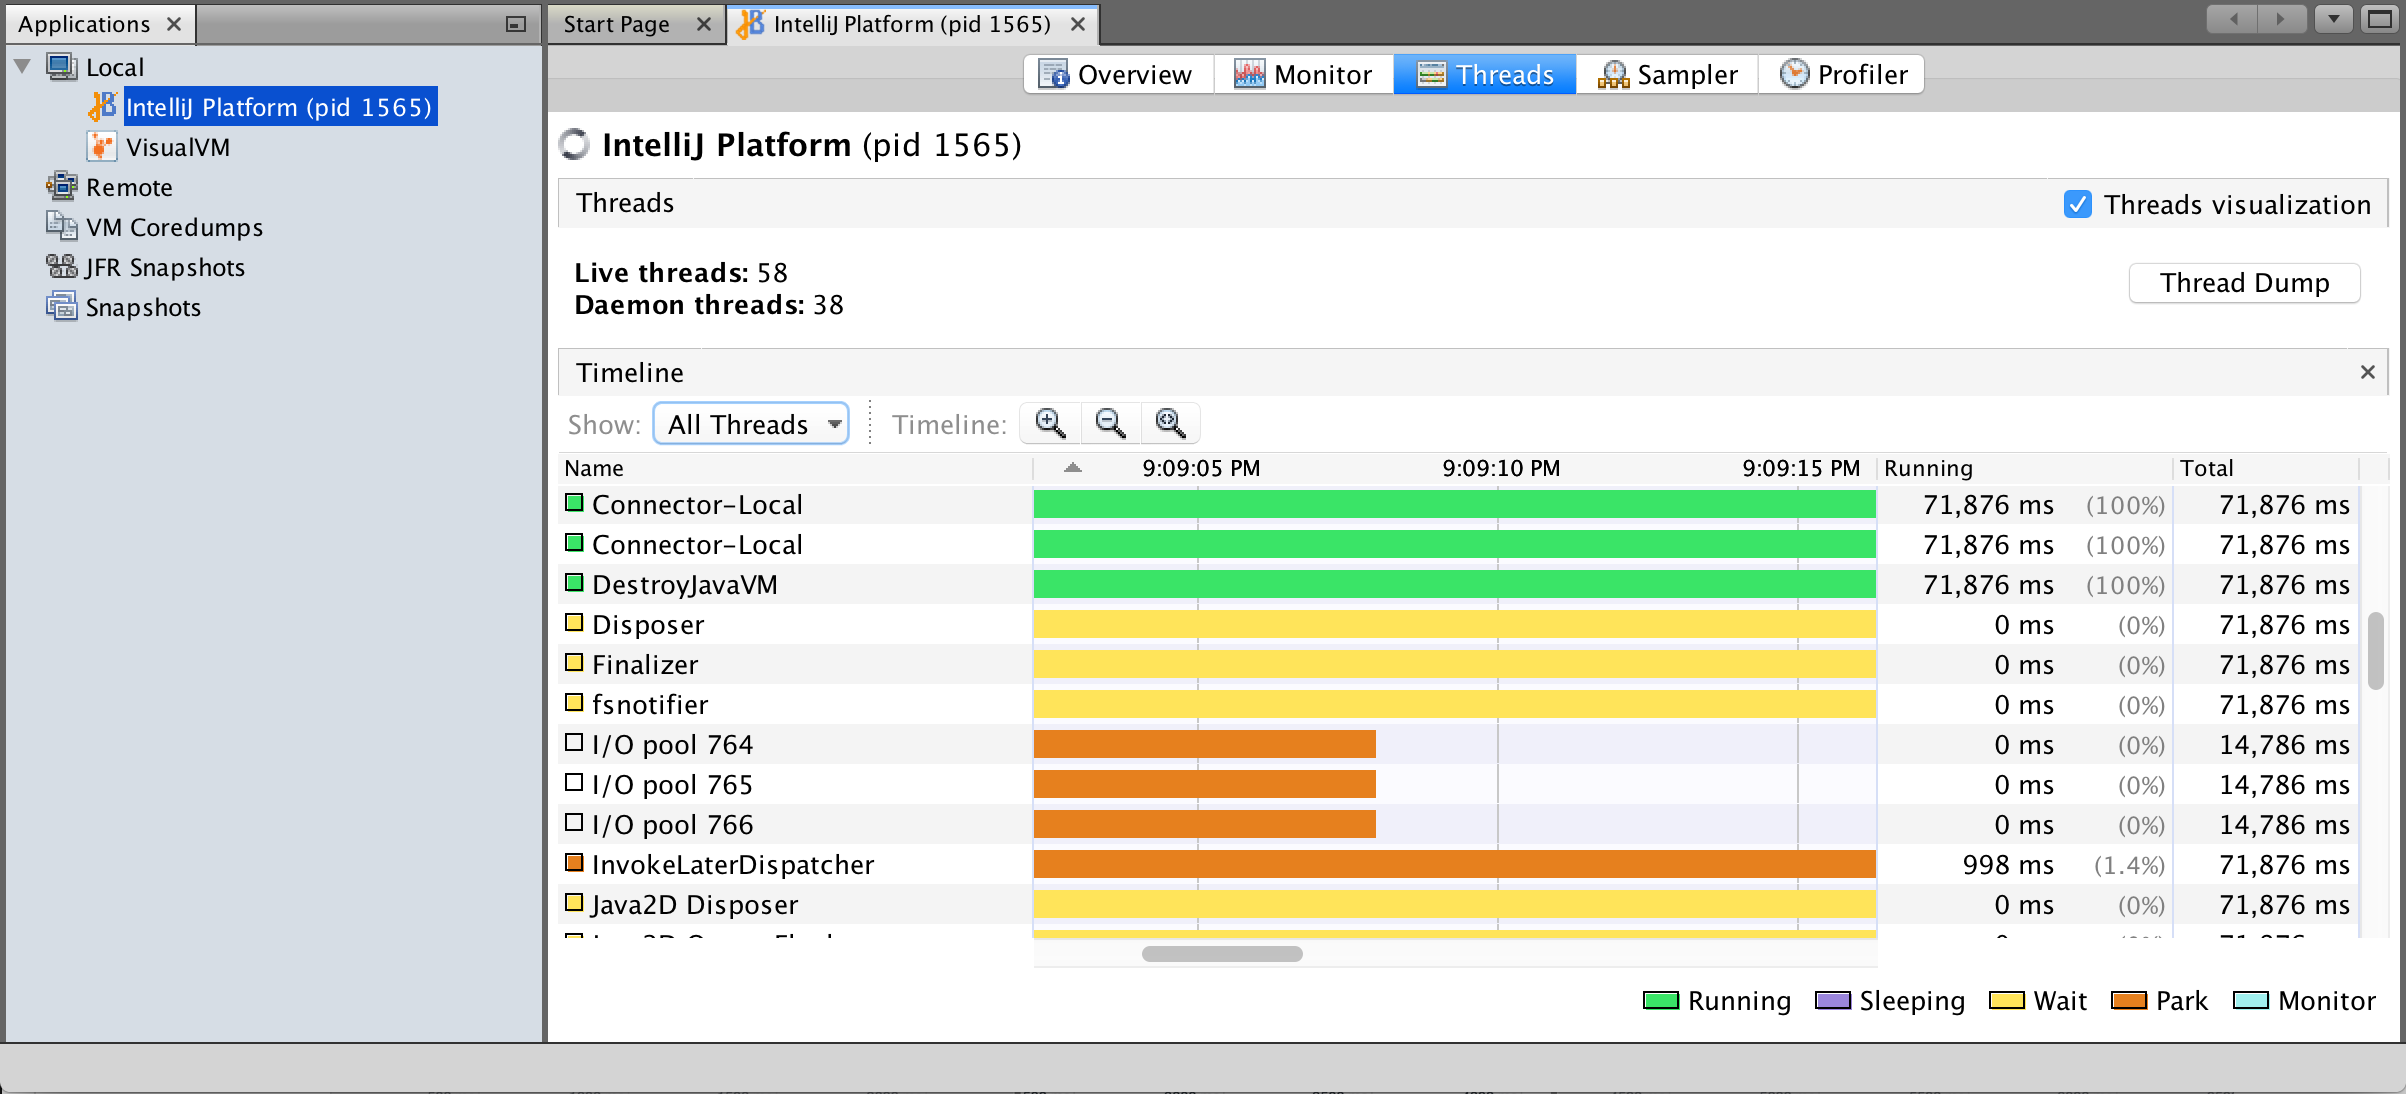 Applications
Start Page
IntelliJ Platform (pid 1565)
Local
IntelliJ Platform (pid 1565)
VisualVM
Remote
VM Coredumps
JFR Snapshots
Snapshots
Overview
Monitor
Threads
Sampler
Profiler
IntelliJ Platform (pid 1565)
Threads
Threads visualization
Live threads: 58
Daemon threads: 38
Thread Dump
Timeline
Show: All Threads Timeline:
Name 9:09:05 PM 9:09:10 PM 9:09:15 PM Running Total
Connector-Local 71,876 ms (100%) 71,876 ms
Connector-Local 71,876 ms (100%) 71,876 ms
DestroyJavaVM 71,876 ms (100%) 71,876 ms
Disposer 0 ms (0%) 71,876 ms
Finalizer 0 ms (0%) 71,876 ms
fsnotifier 0 ms (0%) 71,876 ms
I/O pool 764 0 ms (0%) 14,786 ms
I/O pool 765 0 ms (0%) 14,786 ms
I/O pool 766 0 ms (0%) 14,786 ms
InvokeLaterDispatcher 998 ms (1.4%) 71,876 ms
Java2D Disposer 0 ms (0%) 71,876 ms
Running Sleeping Wait Park Monitor